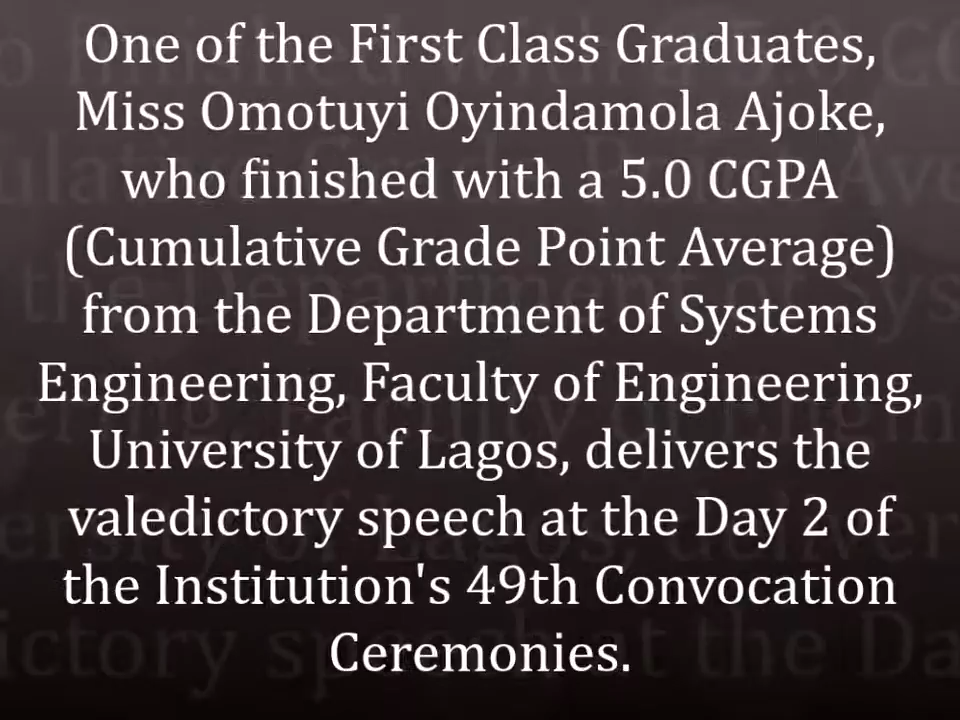 One of the First Class Graduates,
Miss Omotuyi Oyindamola Ajoke,
who finished with a 5.0 CGPA
(Cumulative Grade Point Average)
from the Department of Systems
Engineering, Faculty of Engineering,
University of Lagos, delivers the
valedictory speech at the Day 2 of
the Institution's 49th Convocation
Ceremonies.